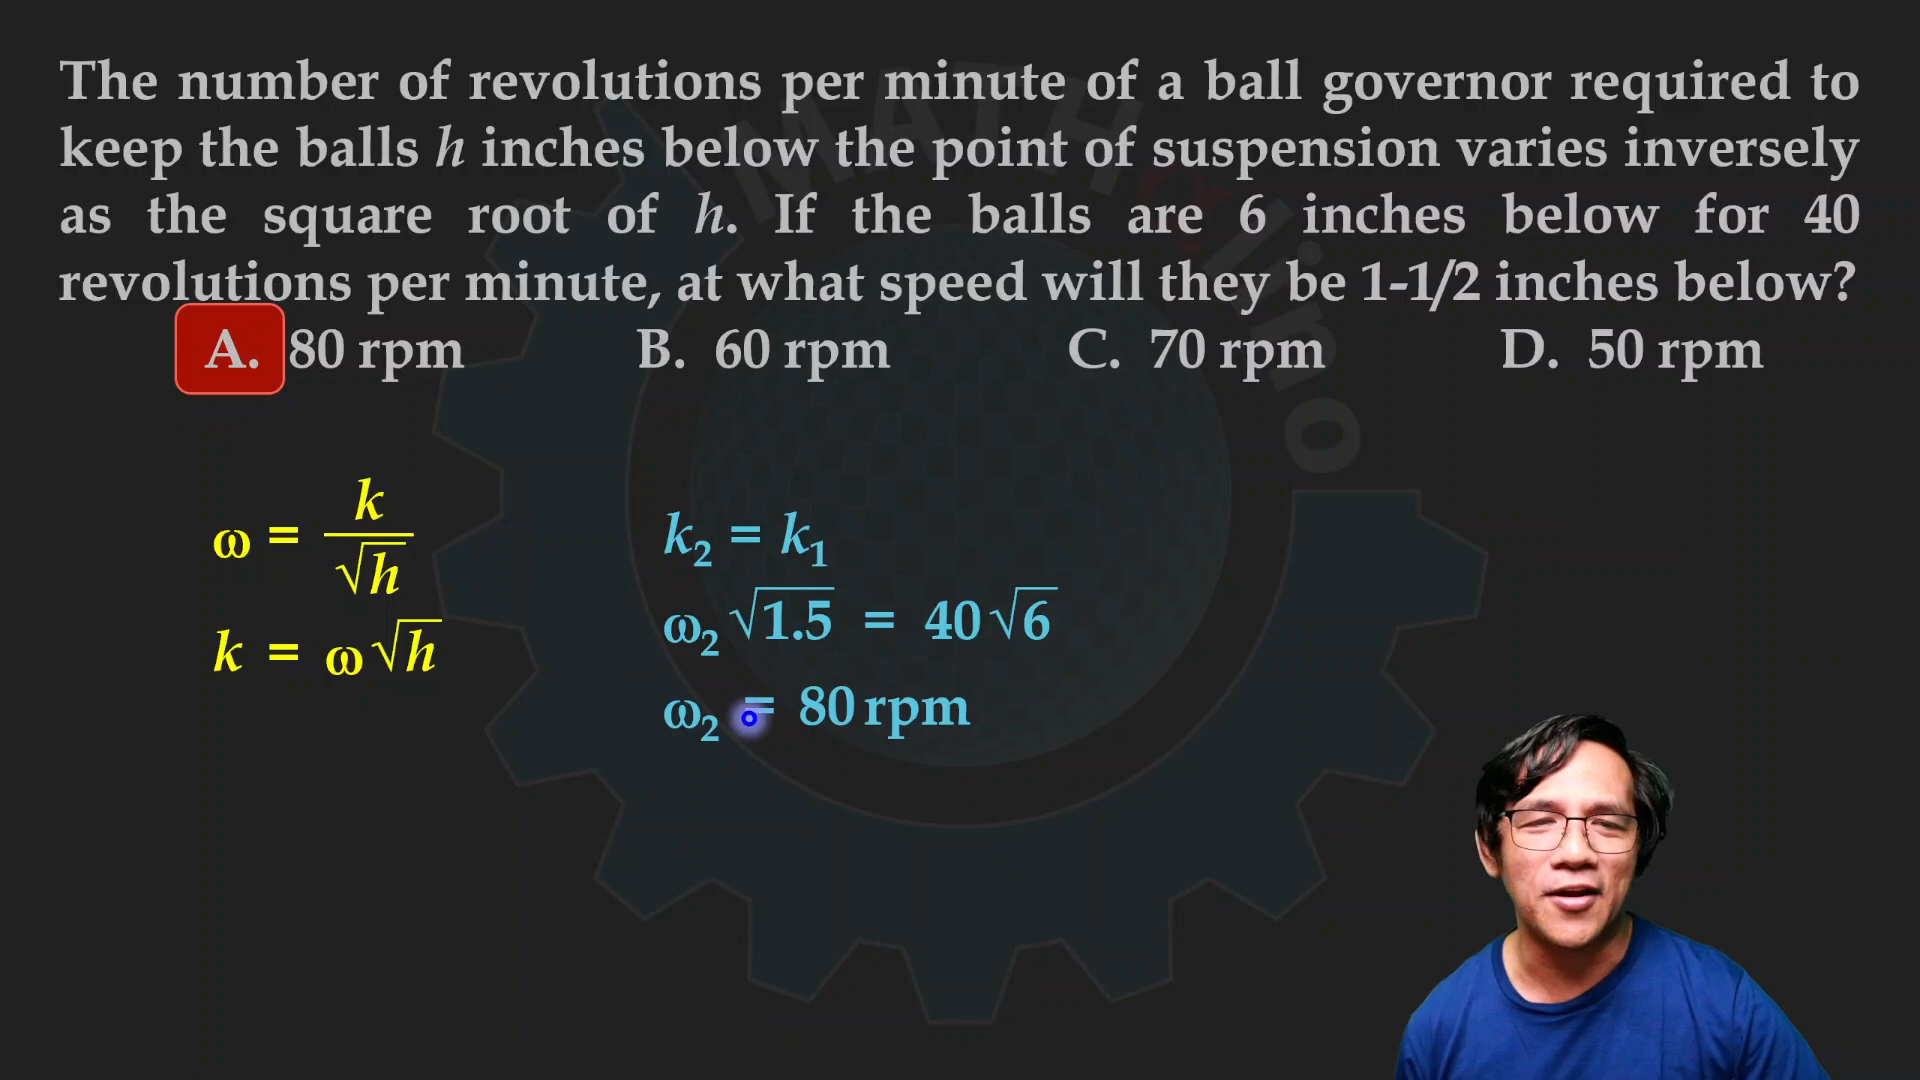 The number of revolutions per minute of a ball governor required to
keep the balls h inches below the point of suspension varies inversely
as the square root of h. If the balls are 6 inches below for 40
revolutions per minute, at what speed will they be 1-1/2 inches below?
A. 80 rpm B. 60 rpm C. 70 rpm D. 50 rpm
ω = k/√h
k = ω√h
k₂ = k₁
ω₂ √1.5 = 40√6
ω₂ = 80 rpm
MATHalino